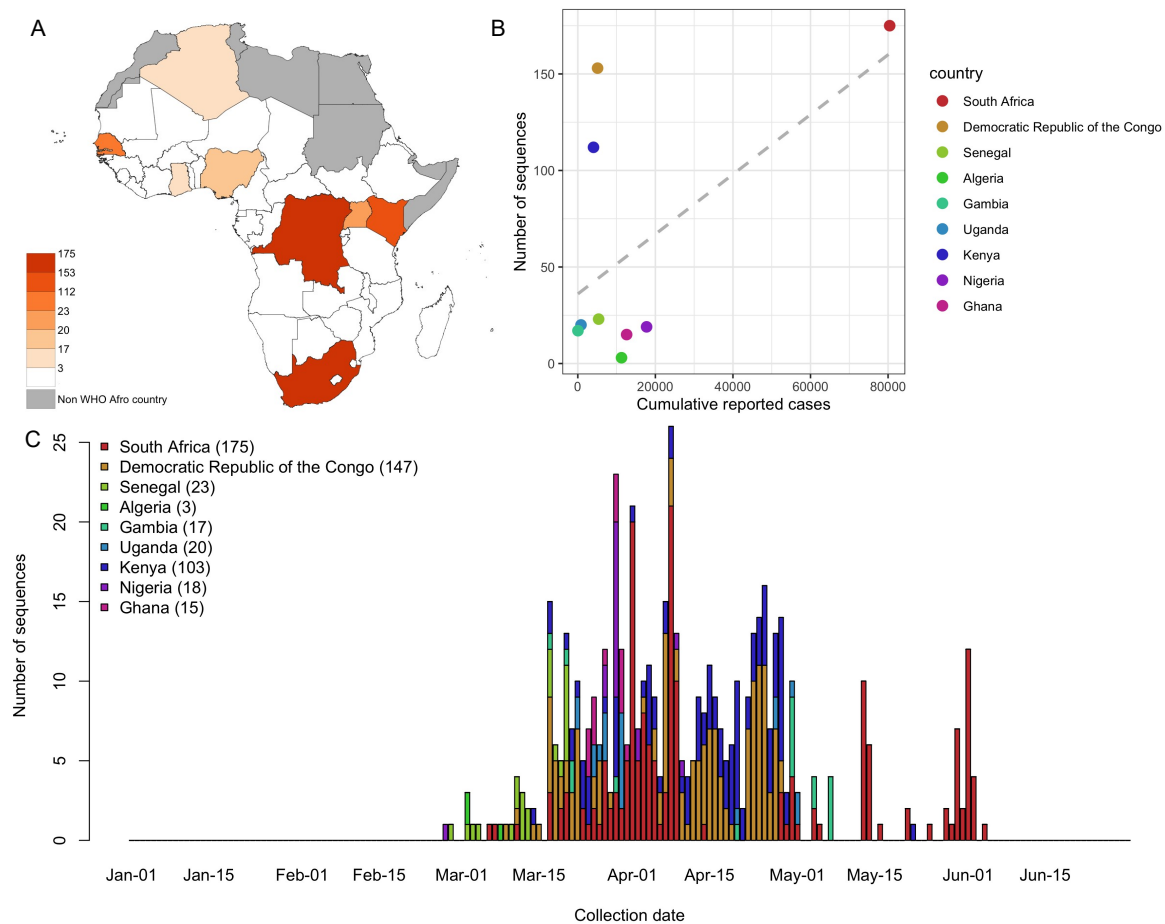 A
175
153
112
23
20
17
3
Non WHO Afro country
B
Number of sequences
150
100
50
0
0 20000 40000 60000 80000
Cumulative reported cases
country
South Africa
Democratic Republic of the Congo
Senegal
Algeria
Gambia
Uganda
Kenya
Nigeria
Ghana
C
Number of sequences
25
20
15
10
5
0
South Africa (175)
Democratic Republic of the Congo (147)
Senegal (23)
Algeria (3)
Gambia (17)
Uganda (20)
Kenya (103)
Nigeria (18)
Ghana (15)
Jan-01 Jan-15 Feb-01 Feb-15 Mar-01 Mar-15 Apr-01 Apr-15 May-01 May-15 Jun-01 Jun-15
Collection date